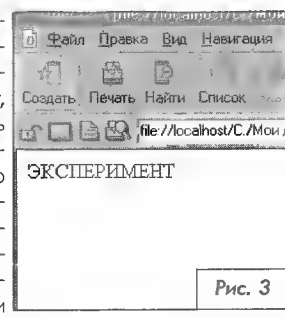 Файл Правка Вид Навигация
Создать Печать Найти Список
file://localhost/C./Мои
ЭКСПЕРИМЕНТ
Рис. 3